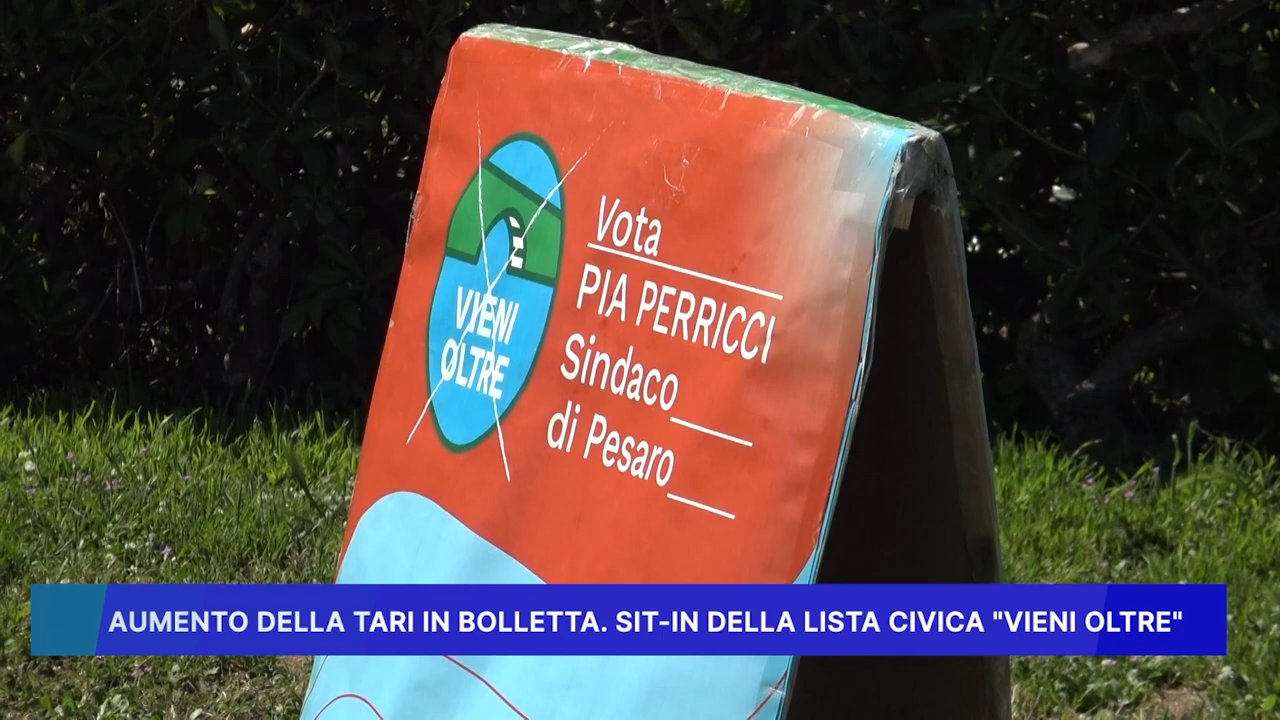 Vota
PIA PERRICCI
Sindaco
di Pesaro
È
VIENI
OLTRE
AUMENTO DELLA TARI IN BOLLETTA. SIT-IN DELLA LISTA CIVICA "VIENI OLTRE"